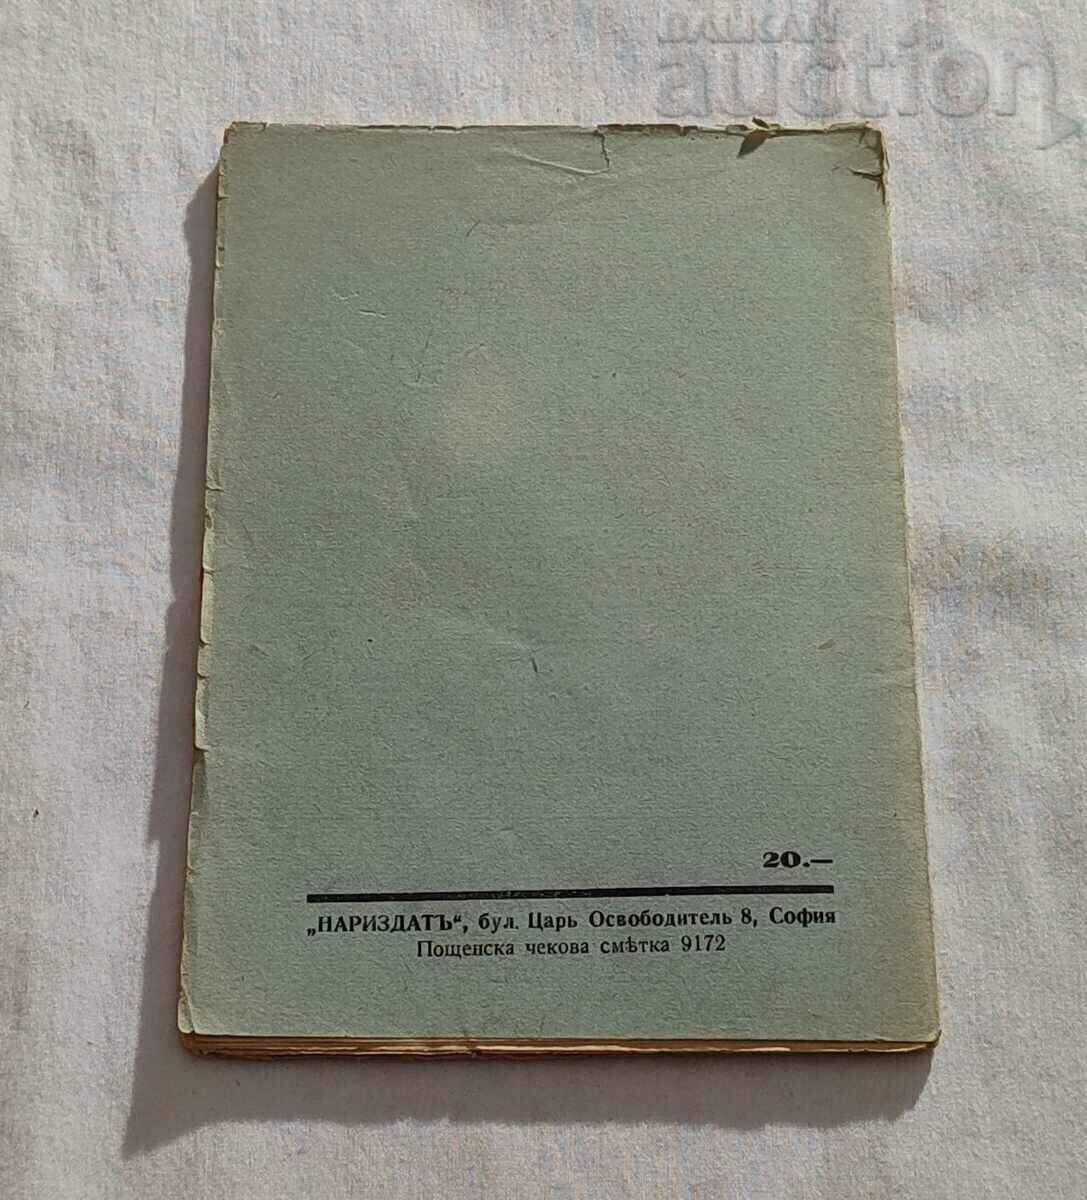 BALKAN
auction
20.—
„НАРИЗДАТЪ“, бул. Царь Освободитель 8, София
Пощенска чекова смѣтка 9172